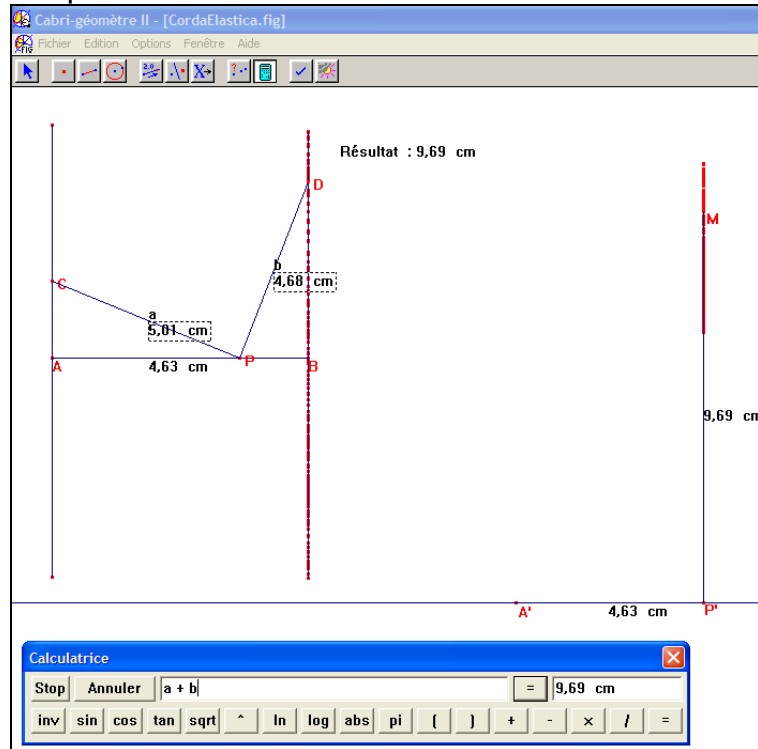 Cabri-géomètre II - [CordaElastica.fig]
FIG Fichier Edition Options Fenêtre Aide
Résultat : 9,69 cm
D
M
b
C
4,68 cm
a
5,01 cm
A
P
B
4,63 cm
9,69 cm
A'
4,63 cm
P'
Calculatrice
Stop Annuler a + b = 9,69 cm
inv sin cos tan sqrt ^ ln log abs pi ( ) + - x / =